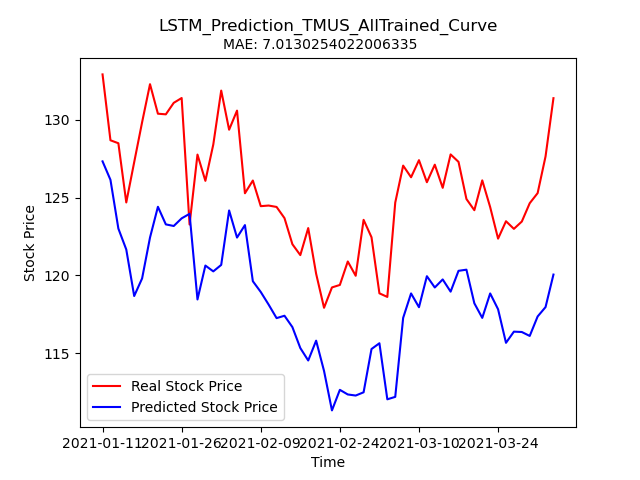 LSTM_Prediction_TMUS_AllTrained_Curve
MAE: 7.0130254022006335
130
125
120
115
Stock Price
Real Stock Price
Predicted Stock Price
2021-01-11 2021-01-26 2021-02-09 2021-02-24 2021-03-10 2021-03-24
Time